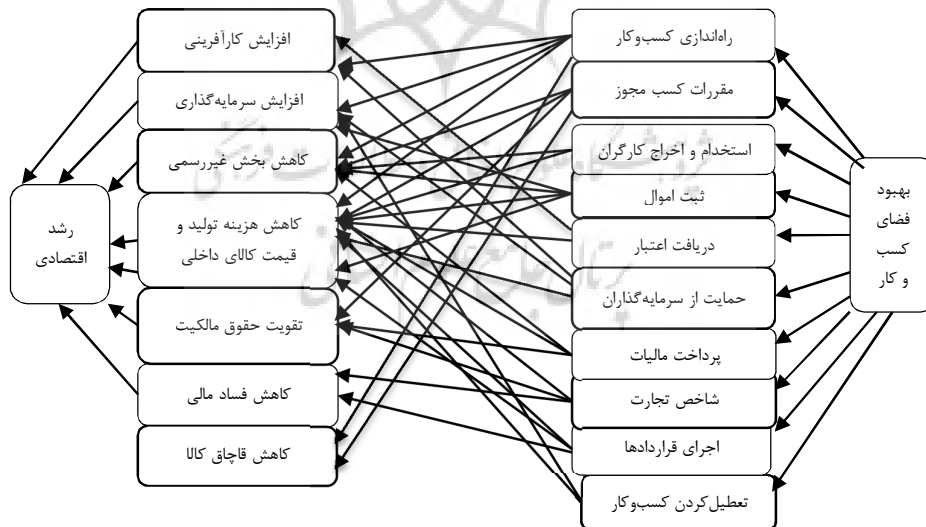 بهبود
فضای
کسب
و کار
راه‌اندازی کسب‌وکار
مقررات کسب مجوز
استخدام و اخراج کارگران
ثبت اموال
دریافت اعتبار
حمایت از سرمایه‌گذاران
پرداخت مالیات
شاخص تجارت
اجرای قراردادها
تعطیل‌کردن کسب‌وکار
افزایش کارآفرینی
افزایش سرمایه‌گذاری
کاهش بخش غیررسمی
کاهش هزینه تولید و
قیمت کالای داخلی
تقویت حقوق مالکیت
کاهش فساد مالی
کاهش قاچاق کالا
رشد
اقتصادی